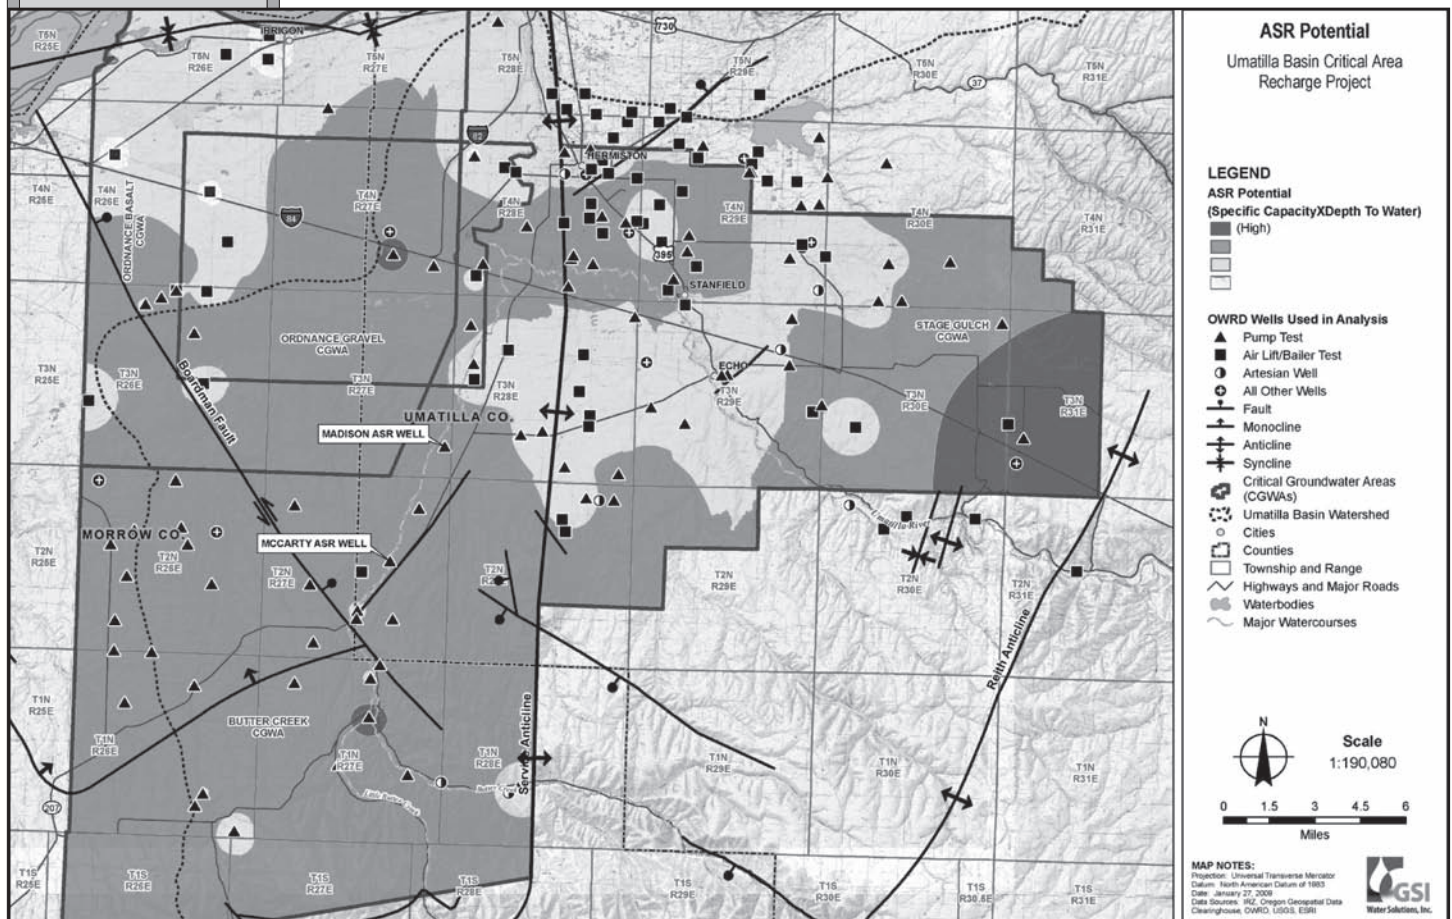 IRRIGON
730
T5N
R25E
T5N
R26E
T5N
R27E
T5N
R28E
T5N
R29E
T5N
R30E
T5N
R31E
37
82
HERMISTON
T4N
R25E
T4N
R26E
ORDNANCE BASALT
CGWA
T4N
R27E
84
T4N
R28E
T4N
R29E
T4N
R30E
T4N
R31E
395
STANFIELD
ORDNANCE GRAVEL
CGWA
STAGE GULCH
CGWA
Boardman Fault
T3N
R25E
T3N
R26E
T3N
R27E
T3N
R28E
ECHO
T3N
R29E
T3N
R30E
T3N
R31E
UMATILLA CO.
MADISON ASR WELL
MORROW CO.
MCCARTY ASR WELL
Umatilla River
T2N
R25E
T2N
R26E
T2N
R27E
T2N
T2N
R29E
T2N
R30E
T2N
R31E
Reith Anticline
Service Anticline
T1N
R25E
T1N
R26E
BUTTER CREEK
CGWA
T1N
R27E
T1N
R28E
T1N
R29E
T1N
R30E
T1N
R31E
207
Butter Creek
Little Butter Creek
T1S
R25E
T1S
R26E
T1S
R27E
T1S
R28E
T1S
R29E
T1S
R30E
T1S
R30.5E
T1S
R31E
ASR Potential
Umatilla Basin Critical Area
Recharge Project
LEGEND
ASR Potential
(Specific CapacityXDepth To Water)
(High)
OWRD Wells Used in Analysis
Pump Test
Air Lift/Bailer Test
Artesian Well
All Other Wells
Fault
Monocline
Anticline
Syncline
Critical Groundwater Areas
(CGWAs)
Umatilla Basin Watershed
Cities
Counties
Township and Range
Highways and Major Roads
Waterbodies
Major Watercourses
N
Scale
1:190,080
0 1.5 3 4.5 6
Miles
MAP NOTES:
Projection: Universal Transverse Mercator
Datum: North American Datum of 1983
Date: January 27, 2009
Data Sources: IRZ, Oregon Geospatial Data
Clearinghouse, OWRD, USGS, ESRI
GSI
Water Solutions, Inc.